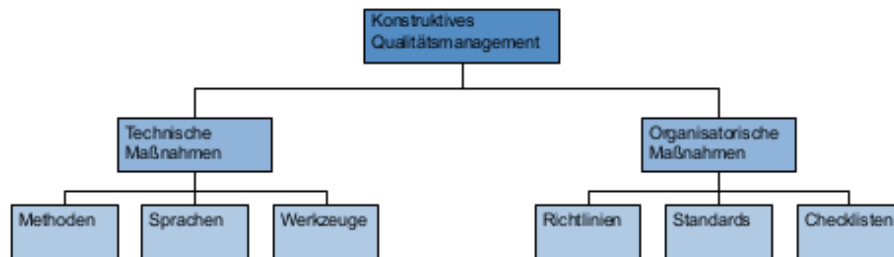 Konstruktives
Qualitätsmanagement
Technische
Maßnahmen
Organisatorische
Maßnahmen
Methoden
Sprachen
Werkzeuge
Richtlinien
Standards
Checklisten